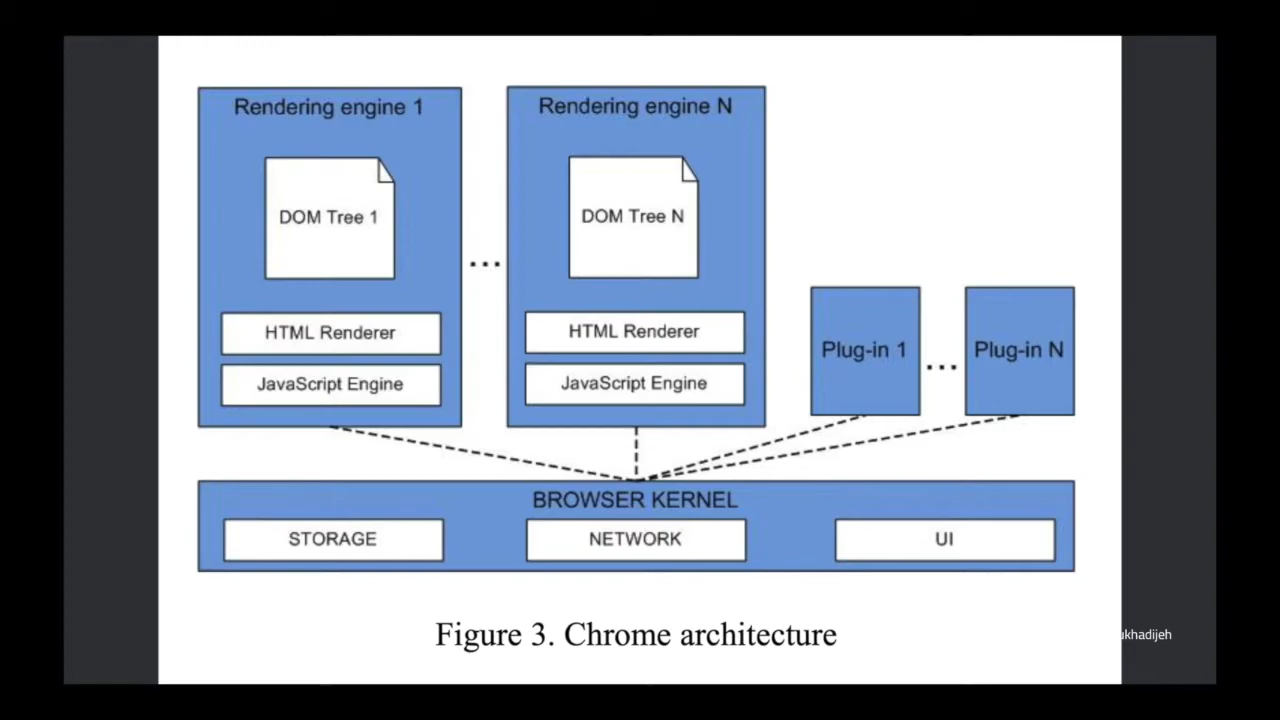 Rendering engine 1
DOM Tree 1
HTML Renderer
JavaScript Engine
...
Rendering engine N
DOM Tree N
HTML Renderer
JavaScript Engine
Plug-in 1
...
Plug-in N
BROWSER KERNEL
STORAGE
NETWORK
UI
Figure 3. Chrome architecture